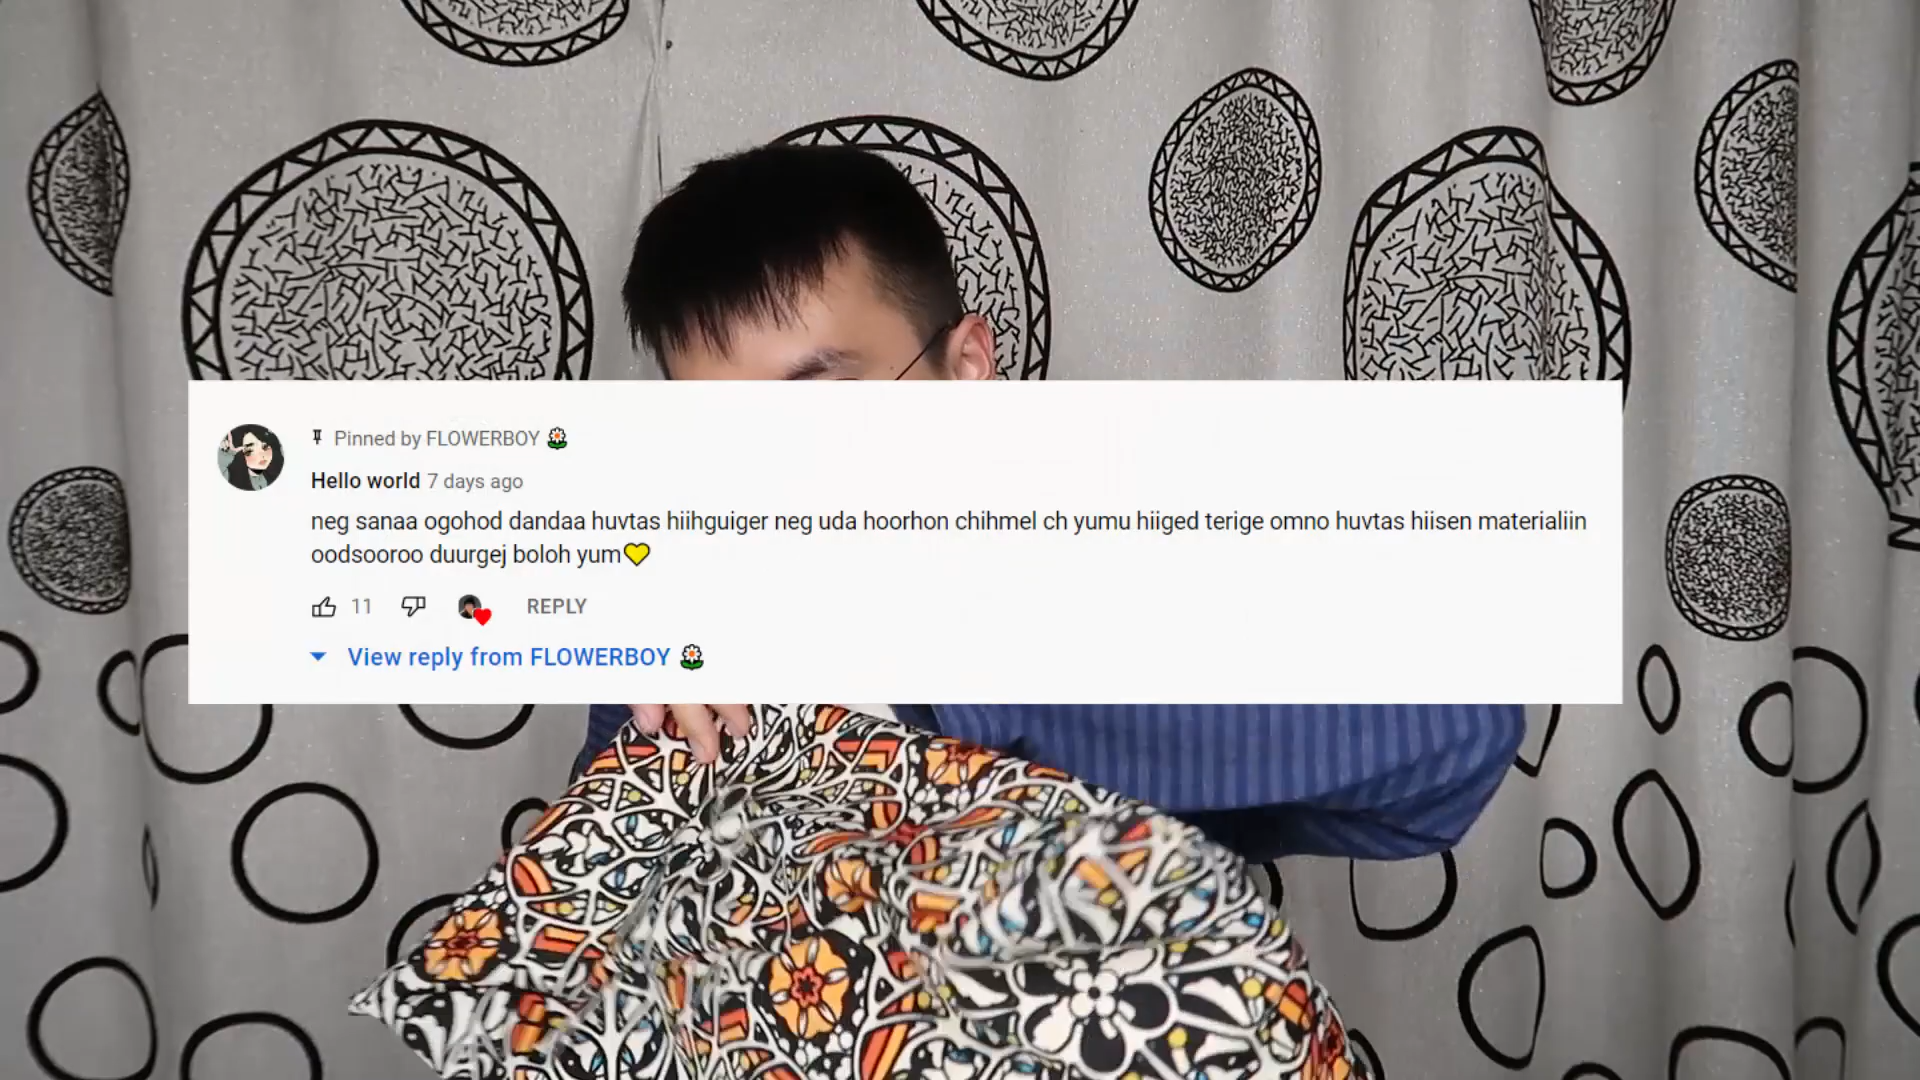 Pinned by FLOWERBOY
Hello world 7 days ago
neg sanaa ogohod dandaa huvtas hiihguiger neg uda hoorhon chihmel ch yumu hiiged terige omno huvtas hiisen materialiin
oodsooroo duurgej boloh yum💛
11 REPLY
View reply from FLOWERBOY